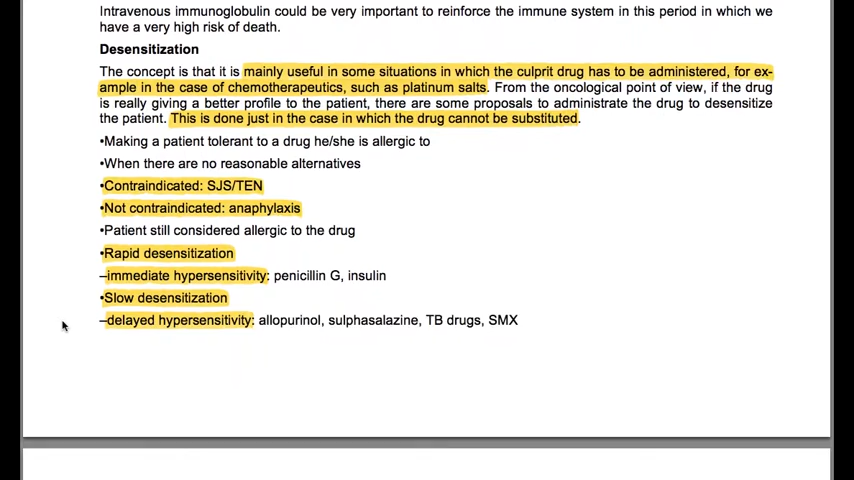 Intravenous immunoglobulin could be very important to reinforce the immune system in this period in which we
have a very high risk of death.
Desensitization
The concept is that it is mainly useful in some situations in which the culprit drug has to be administered, for ex-
ample in the case of chemotherapeutics, such as platinum salts. From the oncological point of view, if the drug
is really giving a better profile to the patient, there are some proposals to administrate the drug to desensitize
the patient. This is done just in the case in which the drug cannot be substituted.
•Making a patient tolerant to a drug he/she is allergic to
•When there are no reasonable alternatives
•Contraindicated: SJS/TEN
•Not contraindicated: anaphylaxis
•Patient still considered allergic to the drug
•Rapid desensitization
–immediate hypersensitivity: penicillin G, insulin
•Slow desensitization
–delayed hypersensitivity: allopurinol, sulphasalazine, TB drugs, SMX